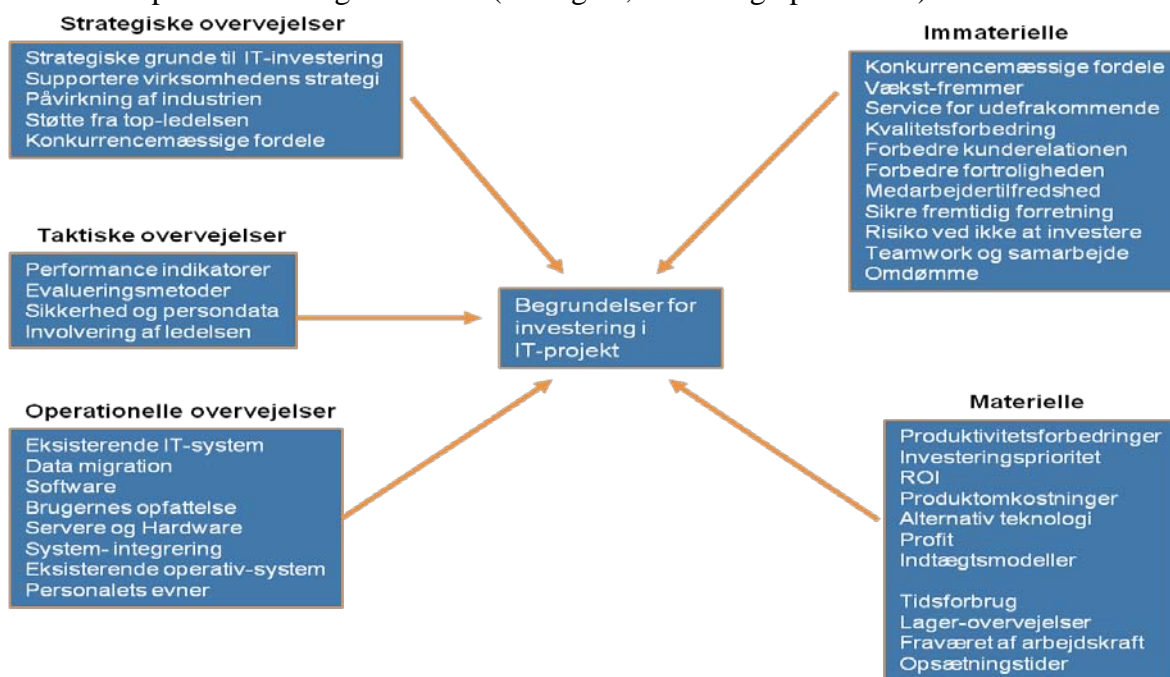 Strategiske overvejelser
Strategiske grunde til IT-investering
Supportere virksomhedens strategi
Påvirkning af industrien
Støtte fra top-ledelsen
Konkurrencemæssige fordele
Immaterielle
Konkurrencemæssige fordele
Vækst-fremmer
Service for udefrakommende
Kvalitetsforbedring
Forbedre kunderelationen
Forbedre fortroligheden
Medarbejdertilfredshed
Sikre fremtidig forretning
Risiko ved ikke at investere
Teamwork og samarbejde
Omdømme
Taktiske overvejelser
Performance indikatorer
Evalueringsmetoder
Sikkerhed og persondata
Involvering af ledelsen
Begrundelser for
investering i
IT-projekt
Operationelle overvejelser
Eksisterende IT-system
Data migration
Software
Brugernes opfattelse
Servere og Hardware
System- integrering
Eksisterende operativ-system
Personalets evner
Materielle
Produktivitetsforbedringer
Investeringsprioritet
ROI
Produktomkostninger
Alternativ teknologi
Profit
Indtægtsmodeller
Tidsforbrug
Lager-overvejelser
Fraværet af arbejdskraft
Opsætningstider